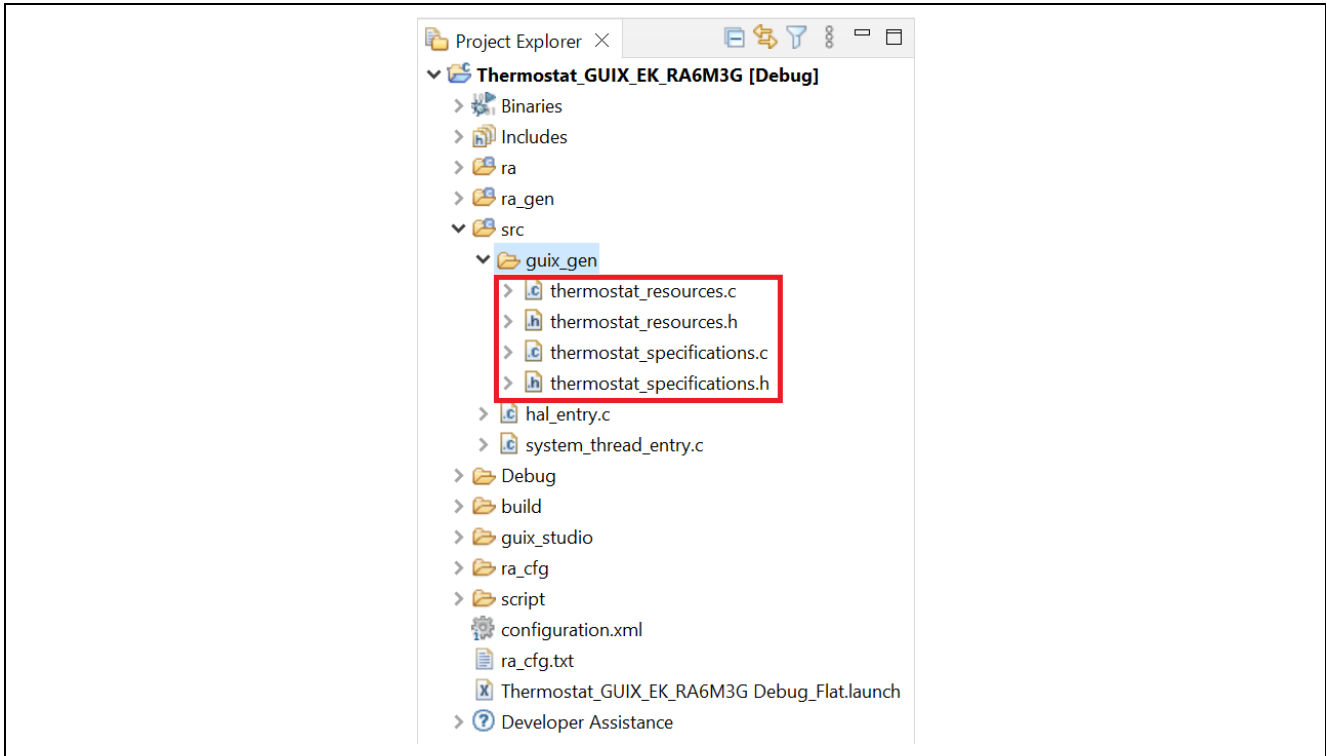 Project Explorer
Thermostat_GUIX_EK_RA6M3G [Debug]
Binaries
Includes
ra
ra_gen
src
guix_gen
.c thermostat_resources.c
.h thermostat_resources.h
.c thermostat_specifications.c
.h thermostat_specifications.h
.c hal_entry.c
.c system_thread_entry.c
Debug
build
guix_studio
ra_cfg
script
configuration.xml
ra_cfg.txt
X Thermostat_GUIX_EK_RA6M3G Debug_Flat.launch
? Developer Assistance